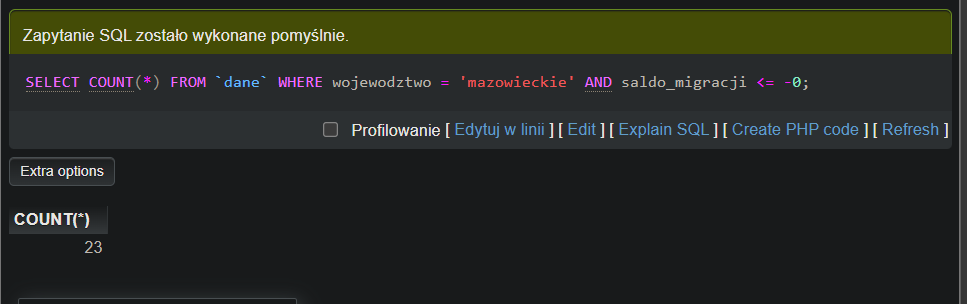 Zapytanie SQL zostało wykonane pomyślnie.
SELECT COUNT(*) FROM `dane` WHERE wojewodztwo = 'mazowieckie' AND saldo_migracji <= -0;
Profilowanie [ Edytuj w linii ] [ Edit ] [ Explain SQL ] [ Create PHP code ] [ Refresh ]
Extra options
COUNT(*)
23